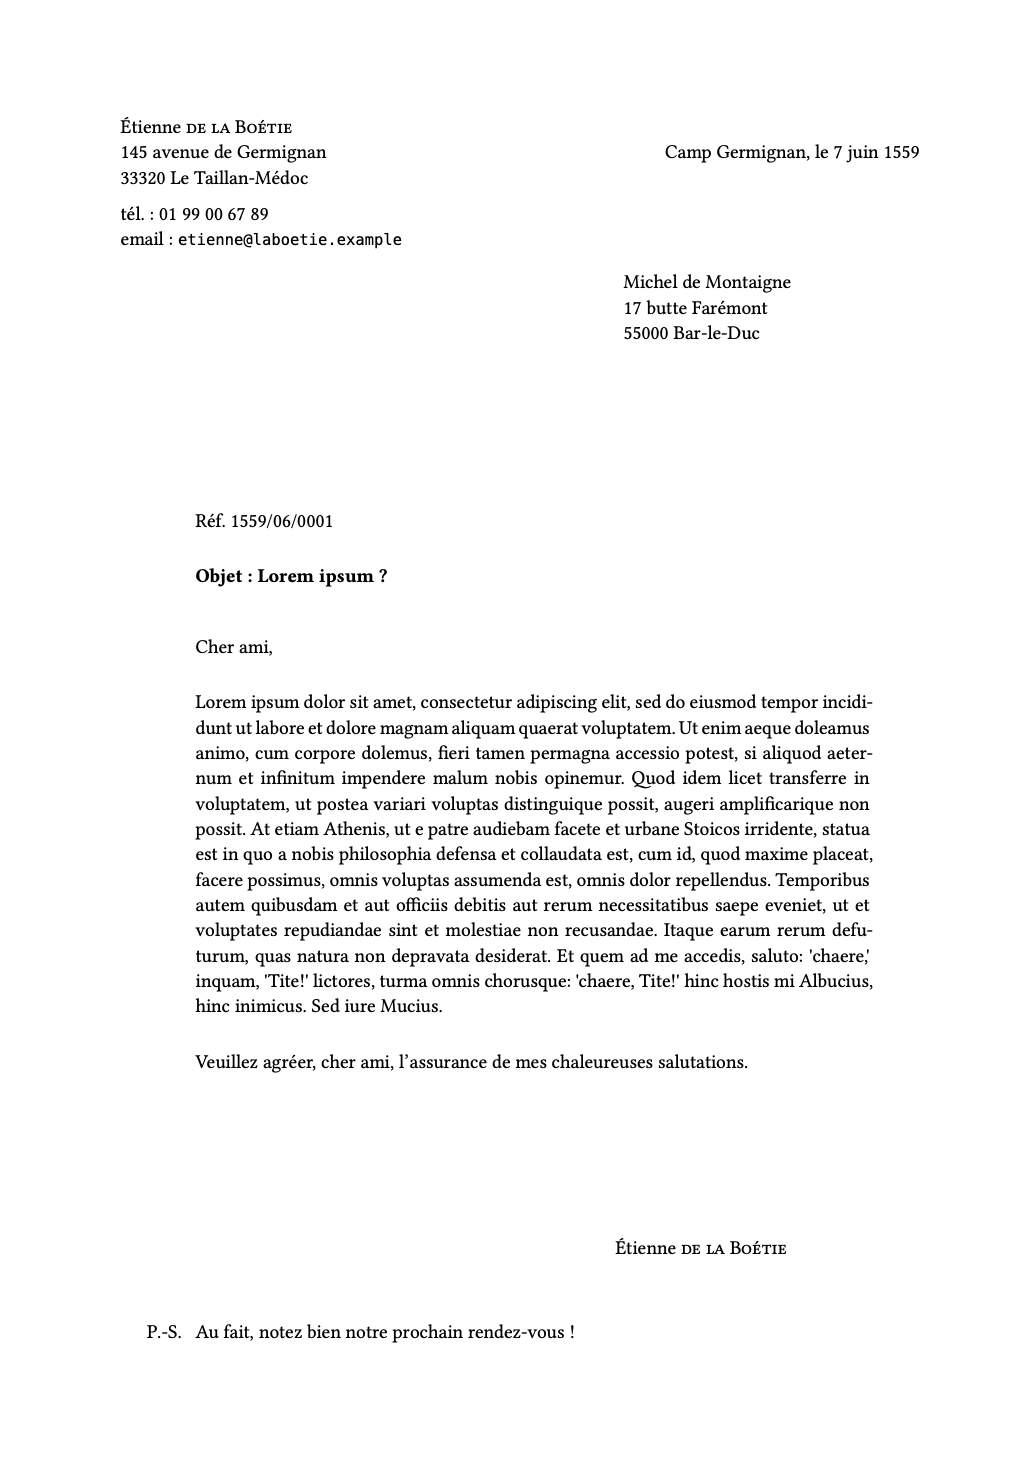 Étienne DE LA BOÉTIE
145 avenue de Germignan
Camp Germignan, le 7 juin 1559
33320 Le Taillan-Médoc
tél. : 01 99 00 67 89
email : etienne@laboetie.example
Michel de Montaigne
17 butte Farémont
55000 Bar-le-Duc
Réf. 1559/06/0001
Objet : Lorem ipsum ?
Cher ami,
Lorem ipsum dolor sit amet, consectetur adipiscing elit, sed do eiusmod tempor incidi-
dunt ut labore et dolore magnam aliquam quaerat voluptatem. Ut enim aeque doleamus
animo, cum corpore dolemus, fieri tamen permagna accessio potest, si aliquod aeter-
num et infinitum impendere malum nobis opinemur. Quod idem licet transferre in
voluptatem, ut postea variari voluptas distinguique possit, augeri amplificarique non
possit. At etiam Athenis, ut e patre audiebam facete et urbane Stoicos irridente, statua
est in quo a nobis philosophia defensa et collaudata est, cum id, quod maxime placeat,
facere possimus, omnis voluptas assumenda est, omnis dolor repellendus. Temporibus
autem quibusdam et aut officiis debitis aut rerum necessitatibus saepe eveniet, ut et
voluptates repudiandae sint et molestiae non recusandae. Itaque earum rerum defu-
turum, quas natura non depravata desiderat. Et quem ad me accedis, saluto: 'chaere,'
inquam, 'Tite!' lictores, turma omnis chorusque: 'chaere, Tite!' hinc hostis mi Albucius,
hinc inimicus. Sed iure Mucius.
Veuillez agréer, cher ami, l’assurance de mes chaleureuses salutations.
Étienne DE LA BOÉTIE
P.-S. Au fait, notez bien notre prochain rendez-vous !